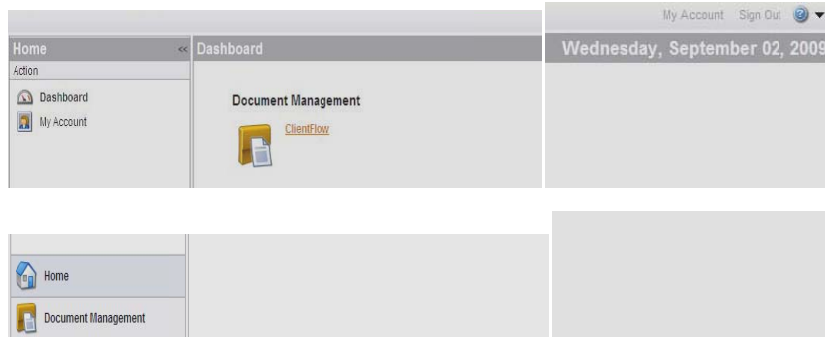 My Account Sign Out
Home << Dashboard
Wednesday, September 02, 2009
Action
Dashboard
My Account
Document Management
ClientFlow
Home
Document Management